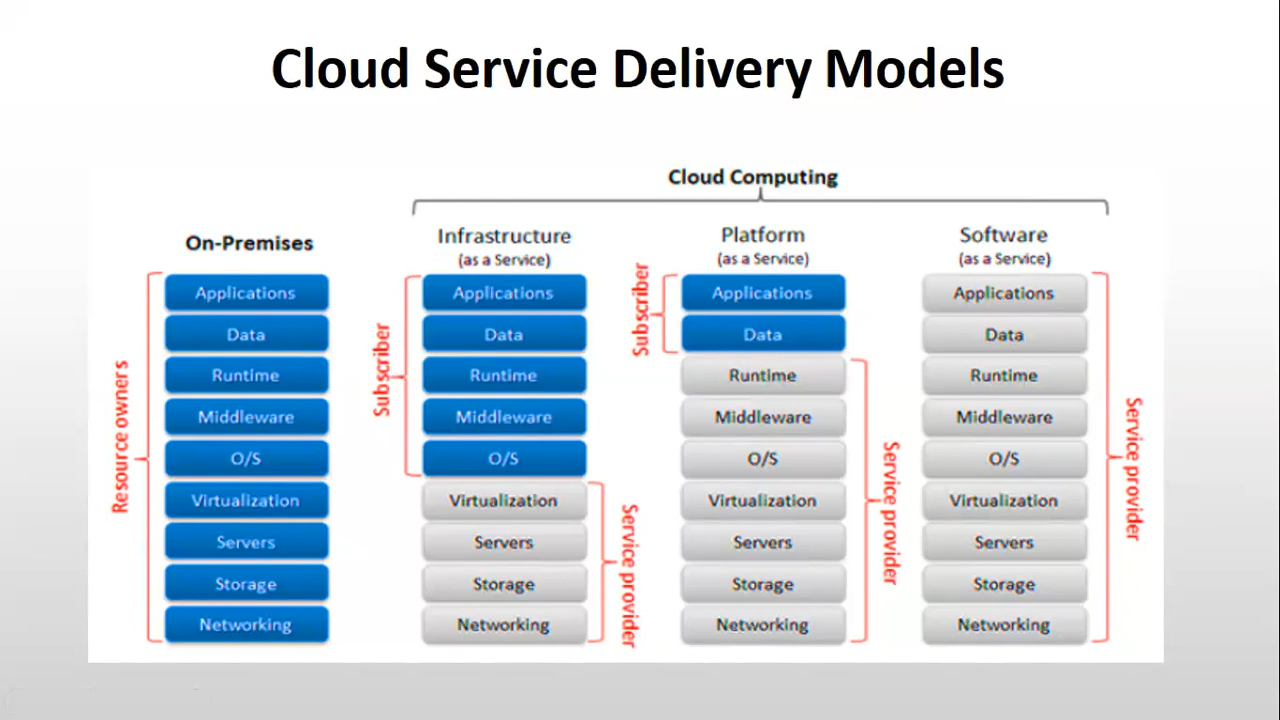 Cloud Service Delivery Models
Cloud Computing
On-Premises
Resource owners
Applications
Data
Runtime
Middleware
O/S
Virtualization
Servers
Storage
Networking
Infrastructure
(as a Service)
Subscriber
Applications
Data
Runtime
Middleware
O/S
Virtualization
Servers
Storage
Networking
Service provider
Platform
(as a Service)
Subscriber
Applications
Data
Runtime
Middleware
O/S
Virtualization
Servers
Storage
Networking
Service provider
Software
(as a Service)
Applications
Data
Runtime
Middleware
O/S
Virtualization
Servers
Storage
Networking
Service provider